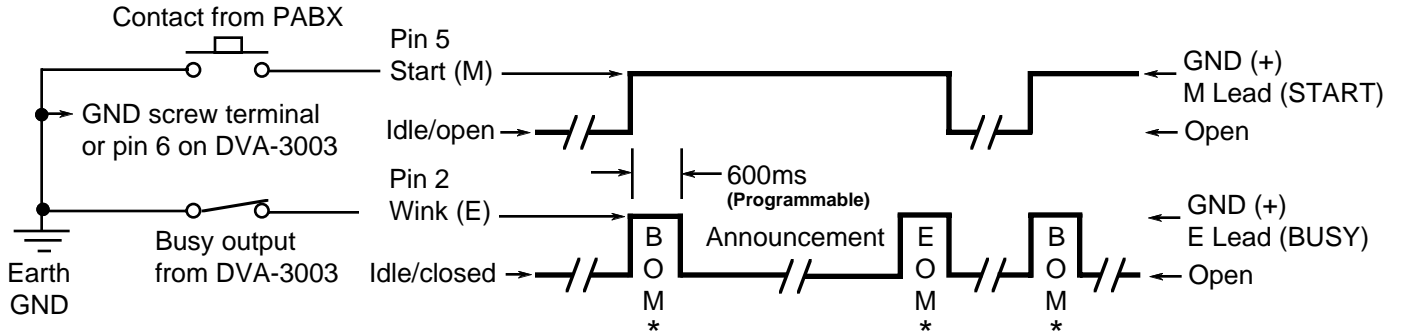 Contact from PABX
Pin 5
Start (M)
GND (+)
M Lead (START)
GND screw terminal
or pin 6 on DVA-3003
Idle/open
Open
Pin 2
Wink (E)
600ms
(Programmable)
GND (+)
E Lead (BUSY)
Busy output
from DVA-3003
Idle/closed
B
O
M
*
Announcement
E
O
M
*
B
O
M
*
Open
Earth
GND